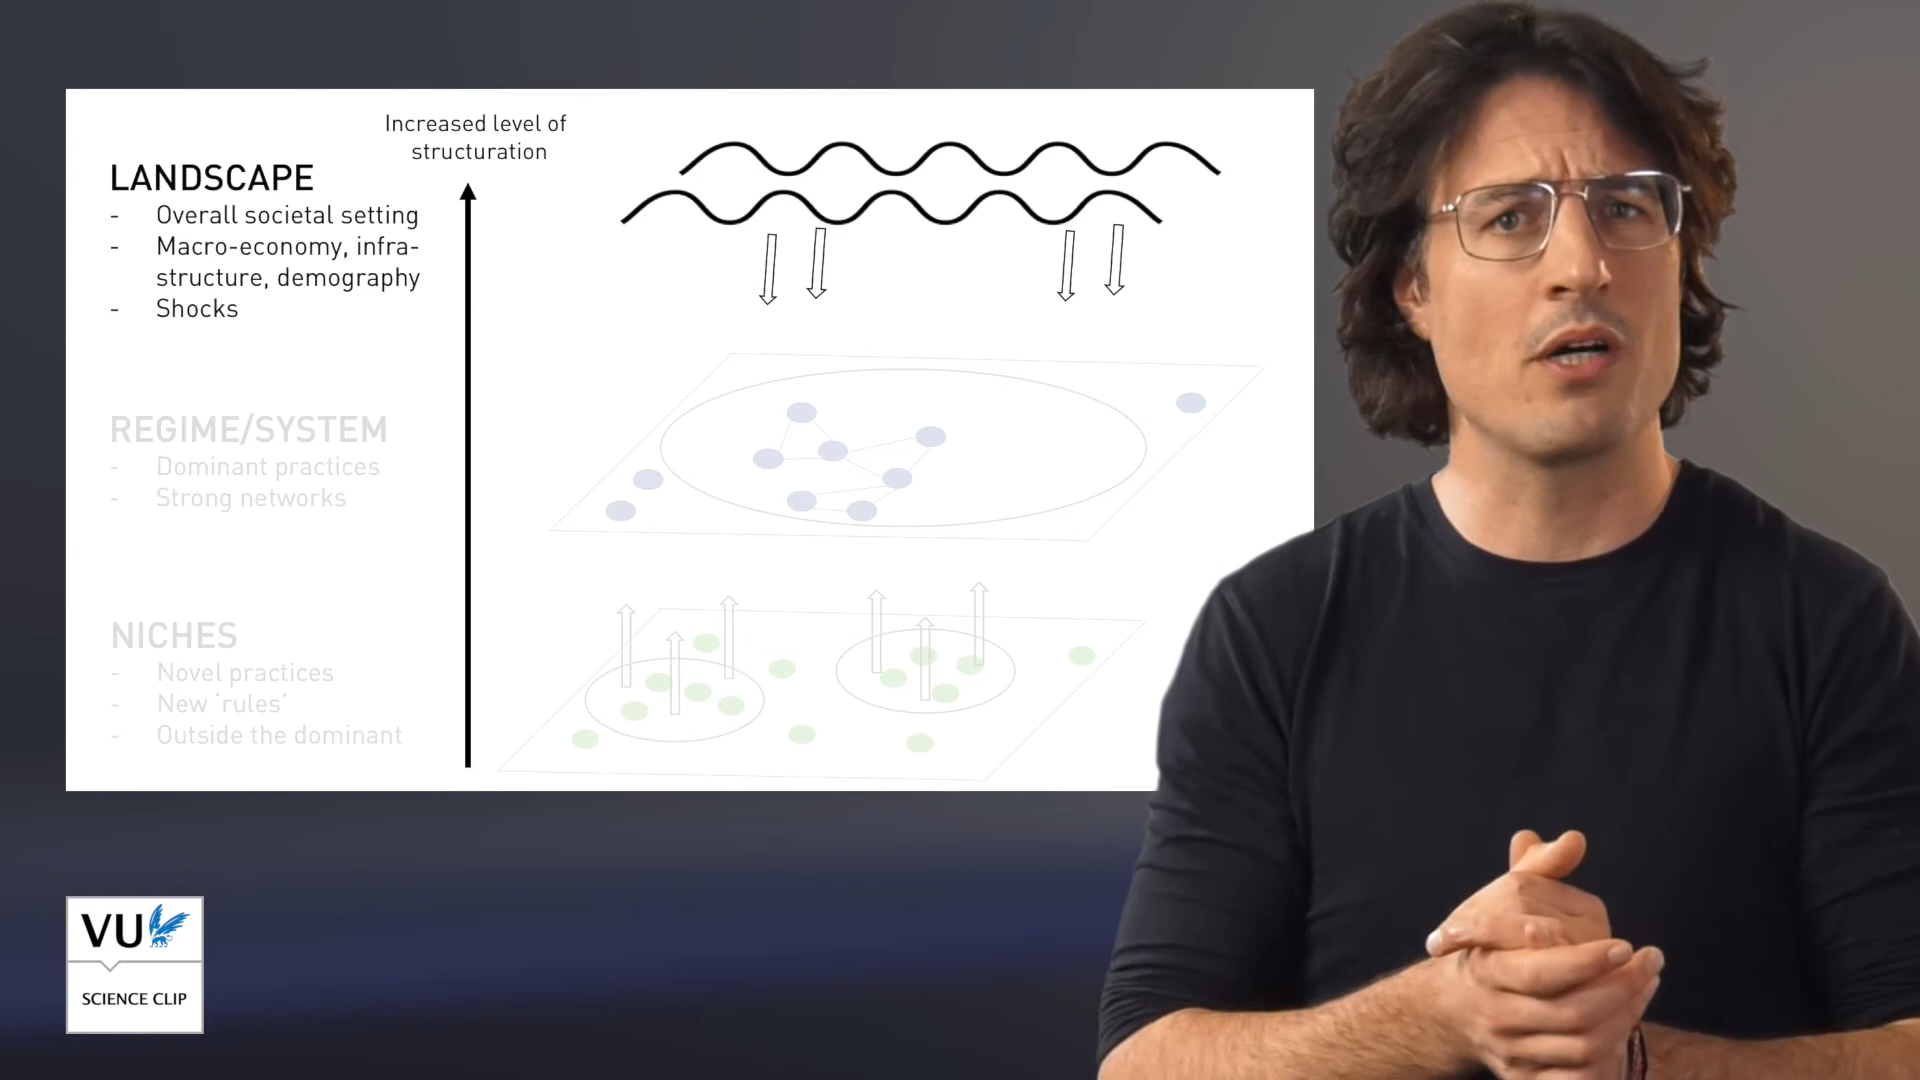 Increased level of
structuration
LANDSCAPE
- Overall societal setting
- Macro-economy, infra-
structure, demography
- Shocks
REGIME/SYSTEM
- Dominant practices
- Strong networks
NICHES
- Novel practices
- New ‘rules’
- Outside the dominant
VU
SCIENCE CLIP